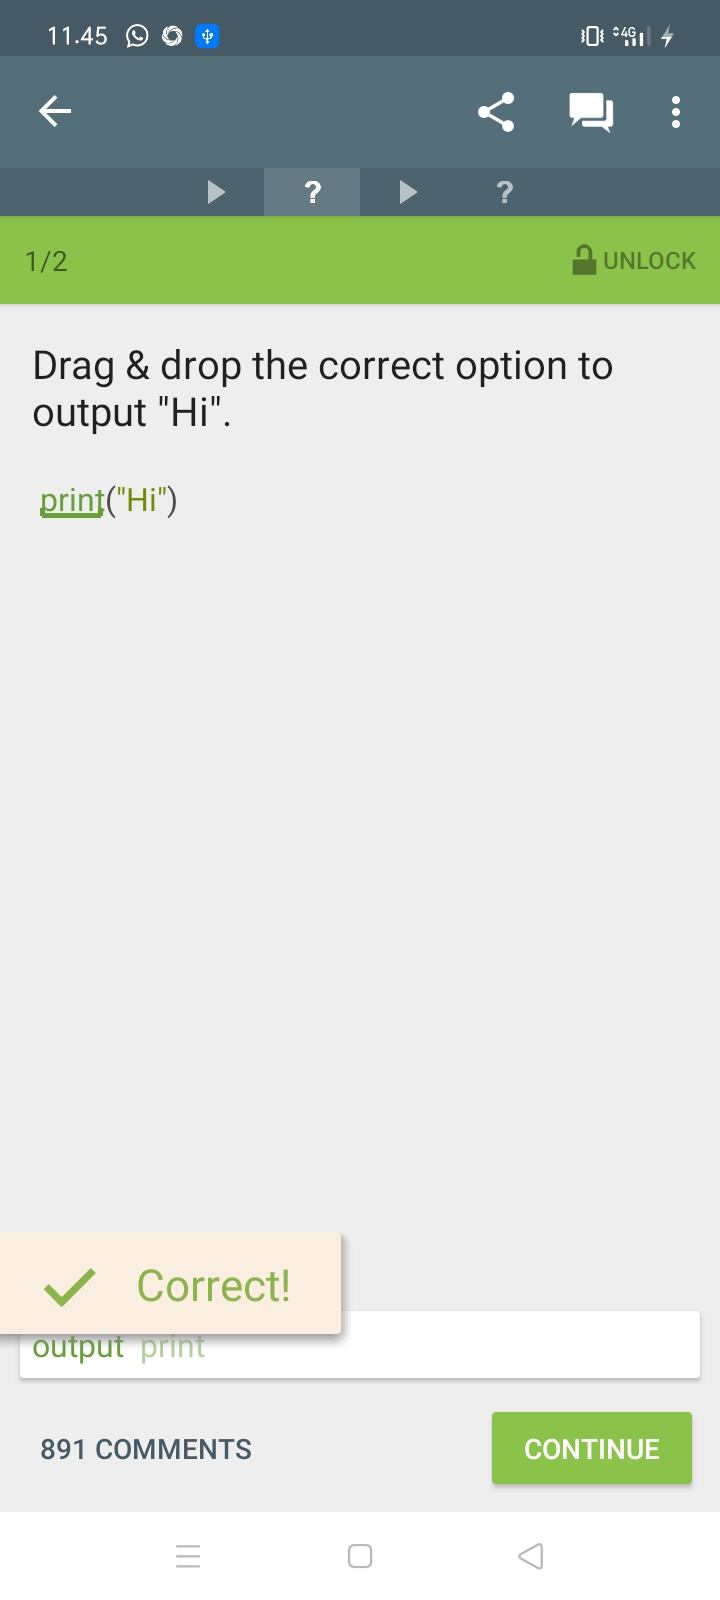 11.45
4G
?
?
1/2
UNLOCK
Drag & drop the correct option to
output "Hi".
print("Hi")
Correct!
output print
891 COMMENTS
CONTINUE